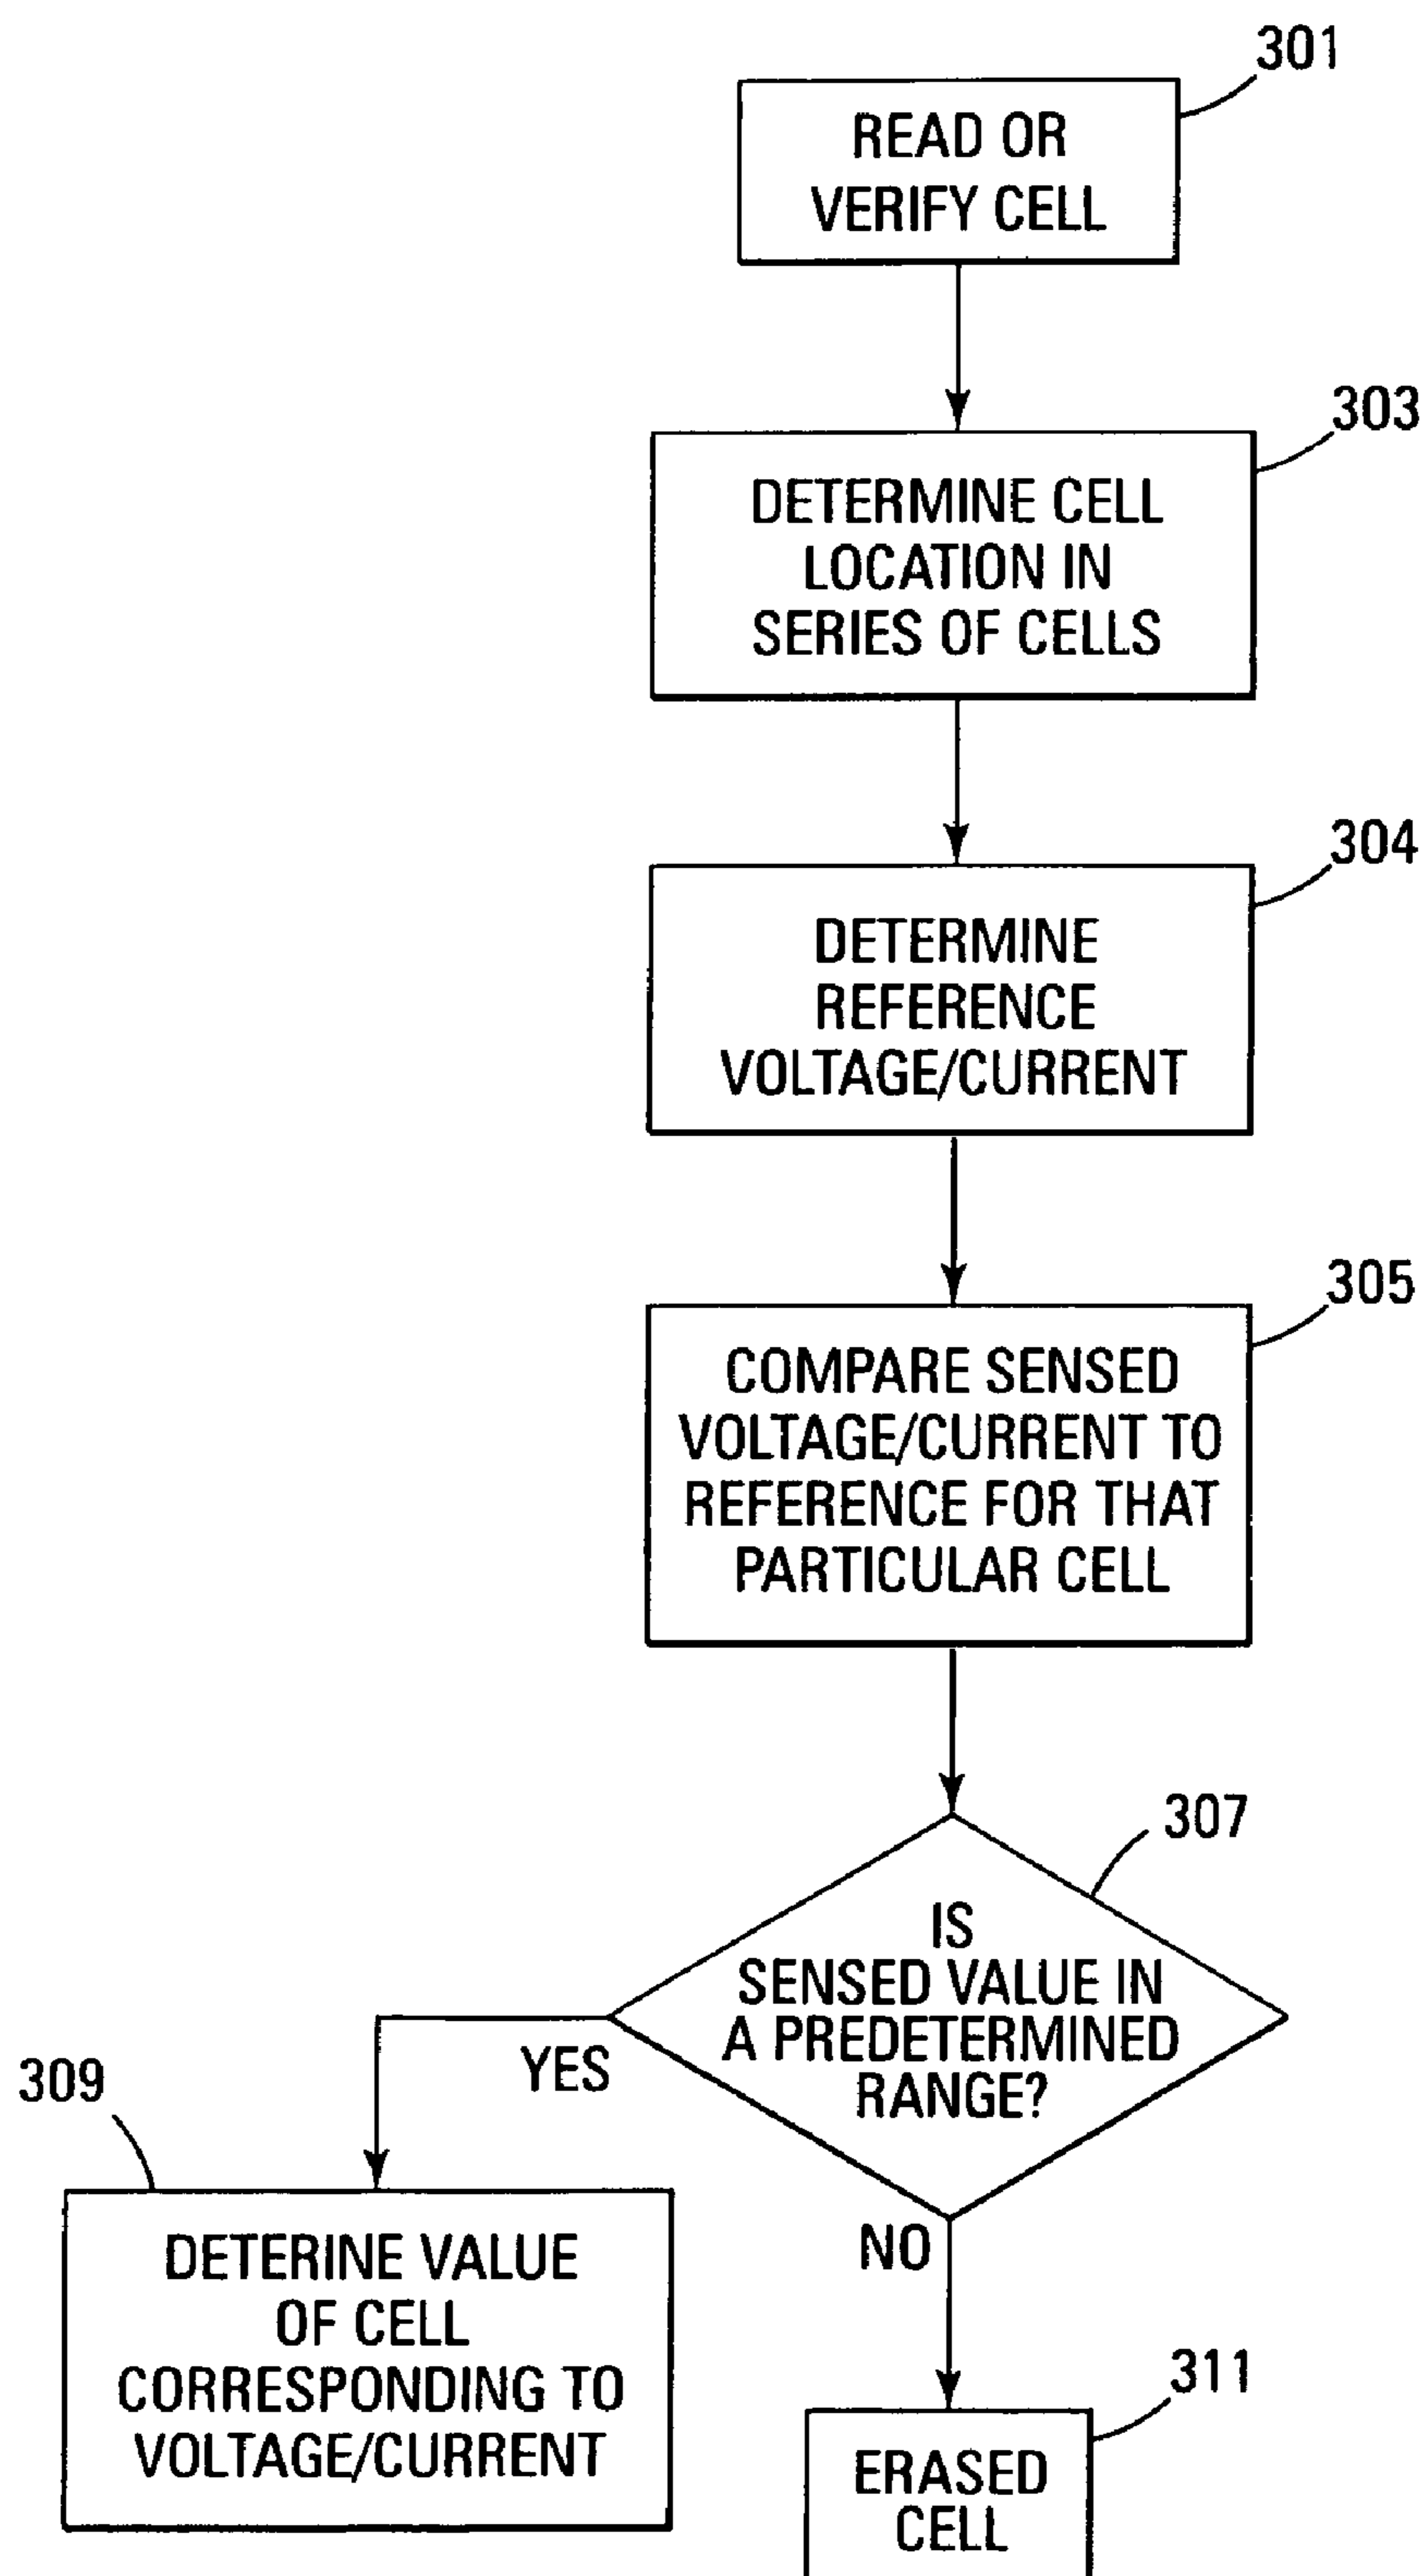 301
READ OR
VERIFY CELL
303
DETERMINE CELL
LOCATION IN
SERIES OF CELLS
304
DETERMINE
REFERENCE
VOLTAGE/CURRENT
305
COMPARE SENSED
VOLTAGE/CURRENT TO
REFERENCE FOR THAT
PARTICULAR CELL
307
IS
SENSED VALUE IN
A PREDETERMINED
RANGE?
YES
309
DETERINE VALUE
OF CELL
CORRESPONDING TO
VOLTAGE/CURRENT
NO
311
ERASED
CELL